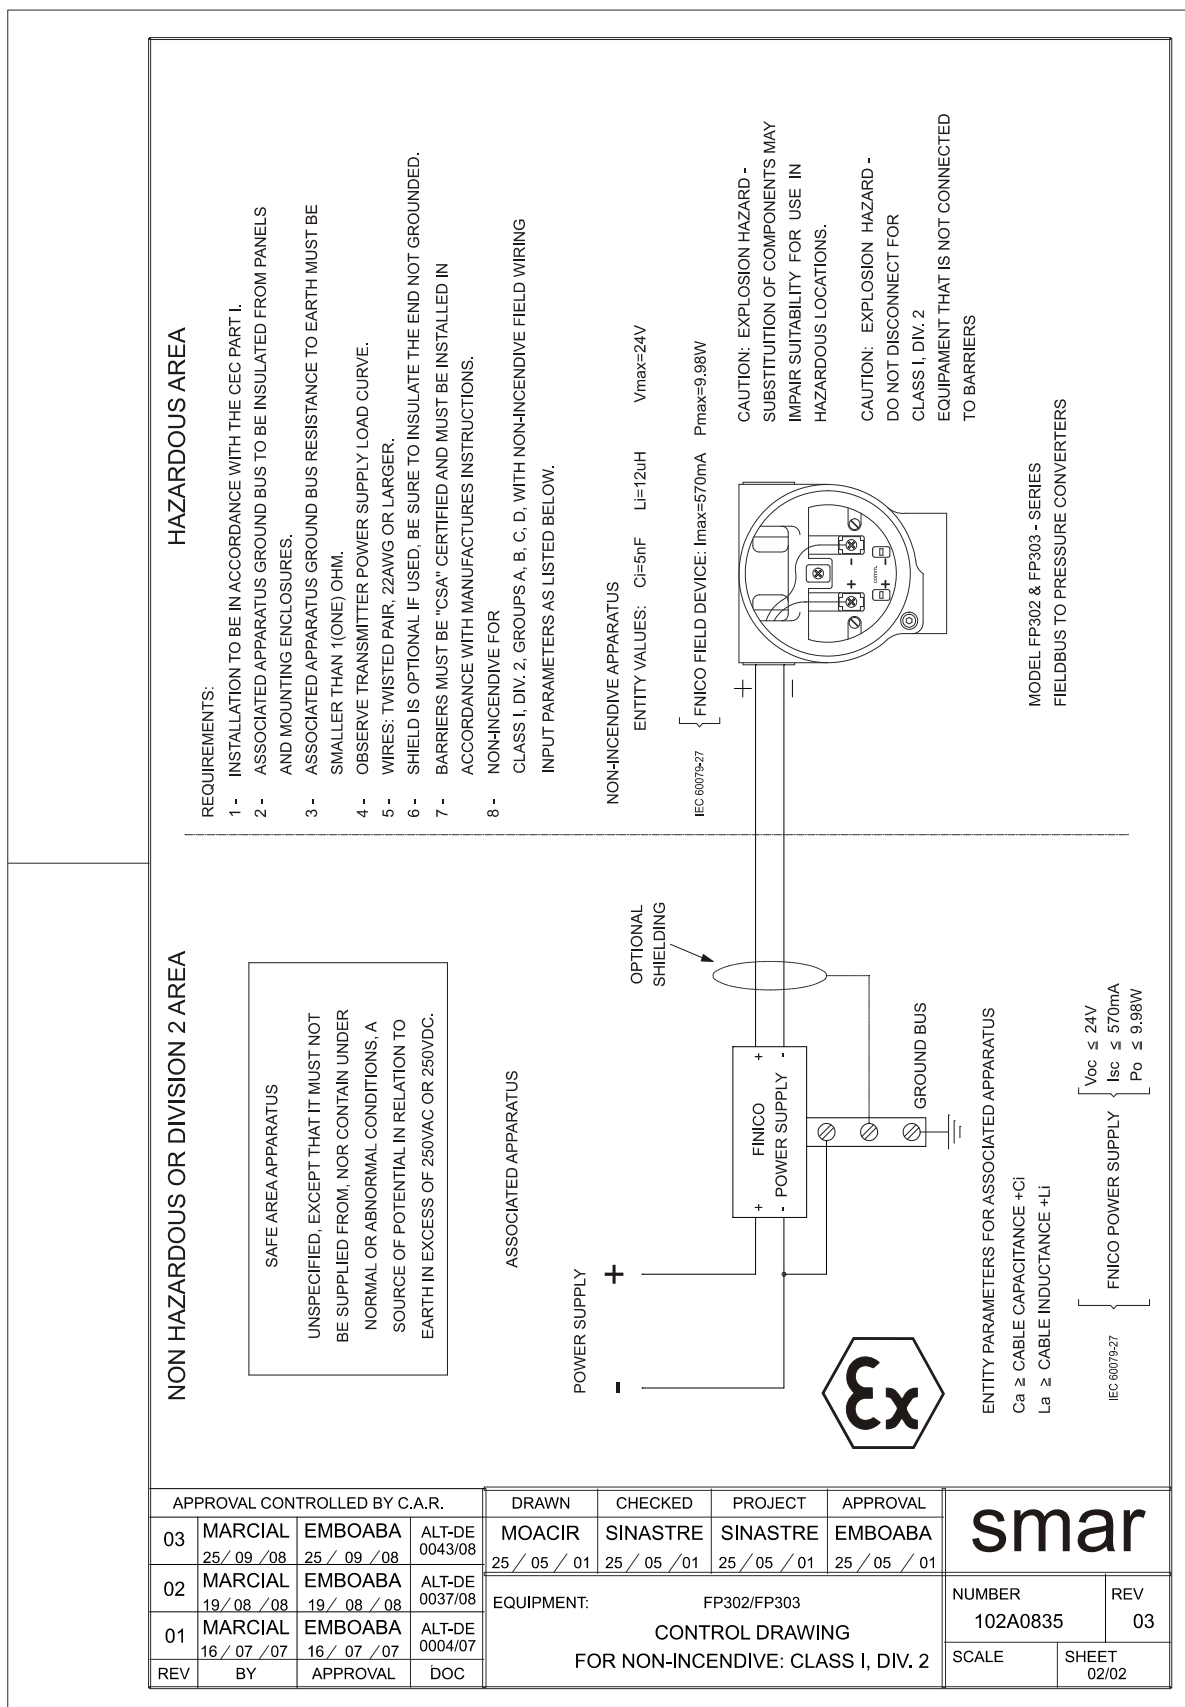 NON HAZARDOUS OR DIVISION 2 AREA
SAFE AREA APPARATUS
UNSPECIFIED, EXCEPT THAT IT MUST NOT
BE SUPPLIED FROM, NOR CONTAIN UNDER
NORMAL OR ABNORMAL CONDITIONS, A
SOURCE OF POTENTIAL IN RELATION TO
EARTH IN EXCESS OF 250VAC OR 250VDC.
ASSOCIATED APPARATUS
POWER SUPPLY
- +
OPTIONAL
SHIELDING
+ +
FINICO
POWER SUPPLY
- -
GROUND BUS
Ex
ENTITY PARAMETERS FOR ASSOCIATED APPARATUS
Ca ≥ CABLE CAPACITANCE +Ci
La ≥ CABLE INDUCTANCE +Li
IEC 60079-27
FNICO POWER SUPPLY
Voc ≤ 24V
Isc ≤ 570mA
Po ≤ 9.98W
HAZARDOUS AREA
REQUIREMENTS:
1 - INSTALLATION TO BE IN ACCORDANCE WITH THE CEC PART I.
2 - ASSOCIATED APPARATUS GROUND BUS TO BE INSULATED FROM PANELS
AND MOUNTING ENCLOSURES.
3 - ASSOCIATED APPARATUS GROUND BUS RESISTANCE TO EARTH MUST BE
SMALLER THAN 1(ONE) OHM.
4 - OBSERVE TRANSMITTER POWER SUPPLY LOAD CURVE.
5 - WIRES: TWISTED PAIR, 22AWG OR LARGER.
6 - SHIELD IS OPTIONAL IF USED, BE SURE TO INSULATE THE END NOT GROUNDED.
7 - BARRIERS MUST BE "CSA" CERTIFIED AND MUST BE INSTALLED IN
ACCORDANCE WITH MANUFACTURES INSTRUCTIONS.
8 - NON-INCENDIVE FOR
CLASS I, DIV. 2, GROUPS A, B, C, D, WITH NON-INCENDIVE FIELD WIRING
INPUT PARAMETERS AS LISTED BELOW.
NON-INCENDIVE APPARATUS
ENTITY VALUES: Ci=5nF Li=12uH Vmax=24V
IEC 60079-27
FNICO FIELD DEVICE: Imax=570mA Pmax=9.98W
+
-
+ -
COMM.
+ -
CAUTION: EXPLOSION HAZARD -
SUBSTITUITION OF COMPONENTS MAY
IMPAIR SUITABILITY FOR USE IN
HAZARDOUS LOCATIONS.
CAUTION: EXPLOSION HAZARD -
DO NOT DISCONNECT FOR
CLASS I, DIV. 2
EQUIPAMENT THAT IS NOT CONNECTED
TO BARRIERS
MODEL FP302 & FP303 - SERIES
FIELDBUS TO PRESSURE CONVERTERS
APPROVAL CONTROLLED BY C.A.R.
03 MARCIAL EMBOABA ALT-DE
25/ 09 /08 25 / 09 /08 0043/08
02 MARCIAL EMBOABA ALT-DE
19/ 08 /08 19/ 08 /08 0037/08
01 MARCIAL EMBOABA ALT-DE
16 / 07 /07 16/ 07 /07 0004/07
REV BY APPROVAL DOC
DRAWN CHECKED PROJECT APPROVAL
MOACIR SINASTRE SINASTRE EMBOABA
25 / 05 / 01 25 / 05 /01 25 / 05 / 01 25 / 05 / 01
EQUIPMENT: FP302/FP303
CONTROL DRAWING
FOR NON-INCENDIVE: CLASS I, DIV. 2
smar
NUMBER REV
102A0835 03
SCALE SHEET
02/02